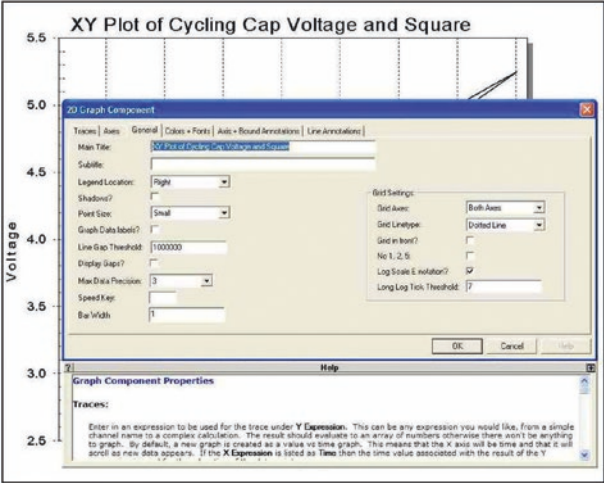 XY Plot of Cycling Cap Voltage and Square
5.5
5.0
4.5
4.0
3.5
3.0
2.5
Voltage
2D Graph Component
Traces | Axes | General | Colors + Fonts | Axis + Bound Annotations | Line Annotations |
Main Title: XY Plot of Cycling Cap Voltage and Square
Subtitle:
Legend Location: Right
Shadows?
Point Size: Small
Graph Data labels?
Line Gap Threshold: 1000000
Display Gaps?
Max Data Precision: 3
Speed Key:
Bar Width 1
Grid Settings:
Grid Axes: Both Axes
Grid Linetype: Dotted Line
Grid in front?
No 1, 2, 5:
Log Scale E notation?
Long Log Tick Threshold: 7
OK Cancel Help
? Help
Graph Component Properties
Traces:
Enter in an expression to be used for the trace under Y Expression. This can be any expression you would like, from a simple
channel name to a complex calculation. The result should evaluate to an array of numbers otherwise there won't be anything
to graph. By default, a new graph is created as a value vs time graph. This means that the X axis will be time and that it will
scroll as new data appears. If the X Expression is listed as Time then the time value associated with the result of the Y